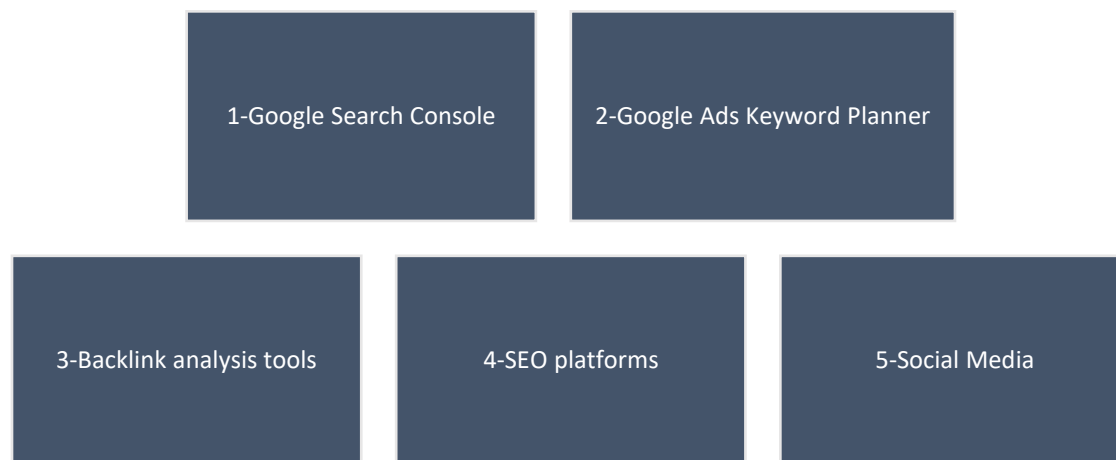 1-Google Search Console
2-Google Ads Keyword Planner
3-Backlink analysis tools
4-SEO platforms
5-Social Media